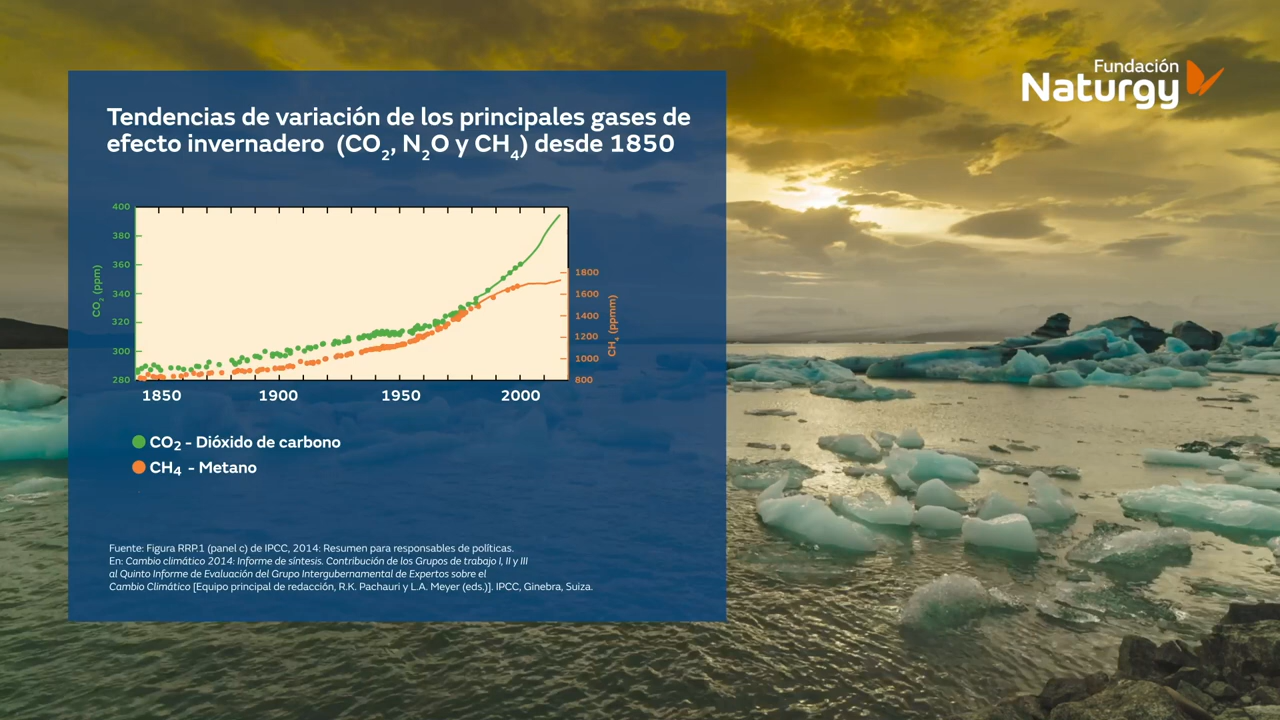 Fundación
Naturgy
Tendencias de variación de los principales gases de
efecto invernadero (CO₂, N₂O y CH₄) desde 1850
400
380
360
340
320
300
280
CO₂ (ppm)
1800
1600
1400
1200
1000
800
CH₄ (ppmm)
1850 1900 1950 2000
CO₂ - Dióxido de carbono
CH₄ - Metano
Fuente: Figura RRP.1 (panel c) de IPCC, 2014: Resumen para responsables de políticas.
En: Cambio climático 2014: Informe de síntesis. Contribución de los Grupos de trabajo I, II y III
al Quinto Informe de Evaluación del Grupo Intergubernamental de Expertos sobre el
Cambio Climático [Equipo principal de redacción, R.K. Pachauri y L.A. Meyer (eds.)]. IPCC, Ginebra, Suiza.